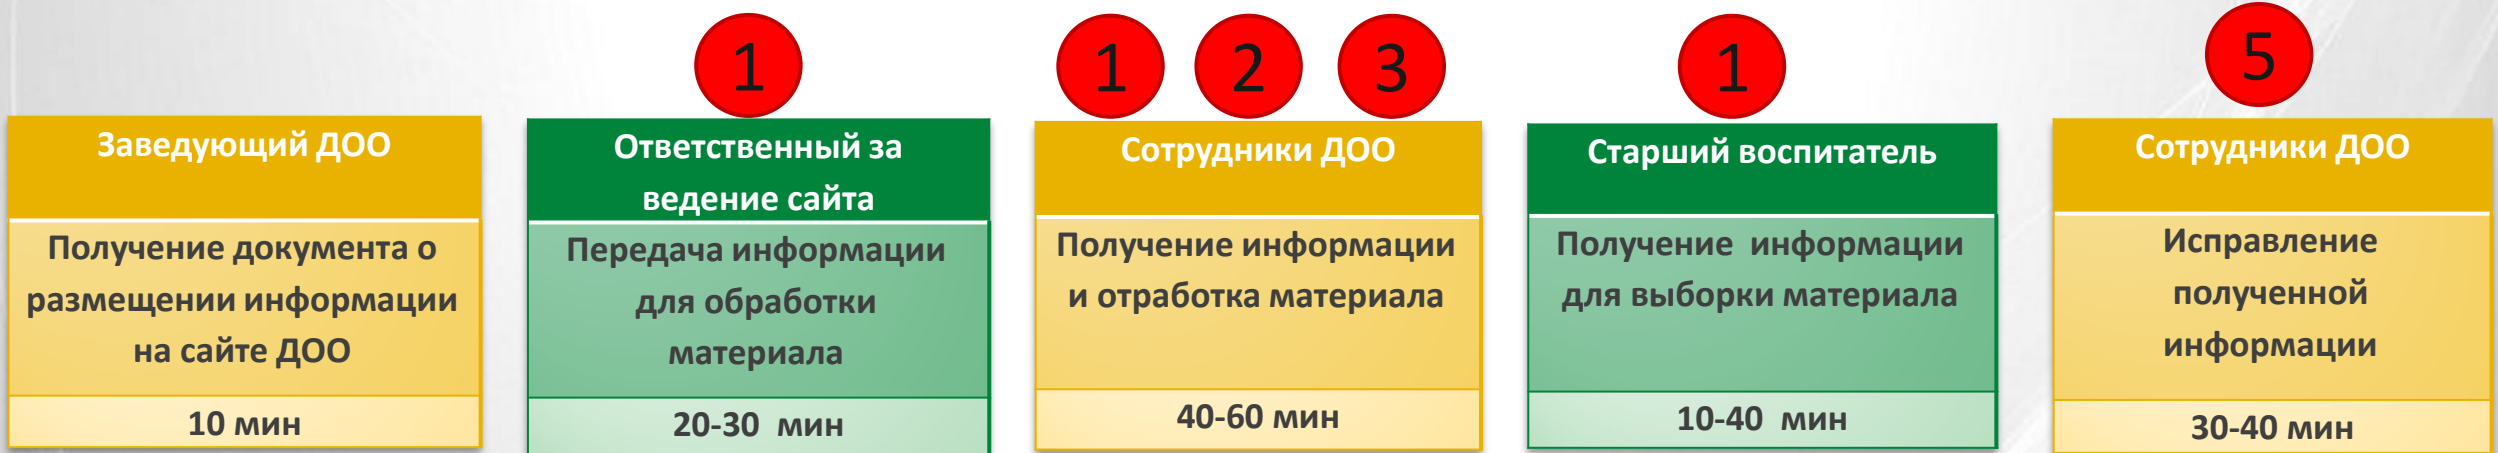 1
1 2 3
1
5
Заведующий ДОО
Получение документа о
размещении информации
на сайте ДОО
10 мин
Ответственный за
ведение сайта
Передача информации
для обработки
материала
20-30 мин
Сотрудники ДОО
Получение информации
и отработка материала
40-60 мин
Старший воспитатель
Получение информации
для выборки материала
10-40 мин
Сотрудники ДОО
Исправление
полученной
информации
30-40 мин